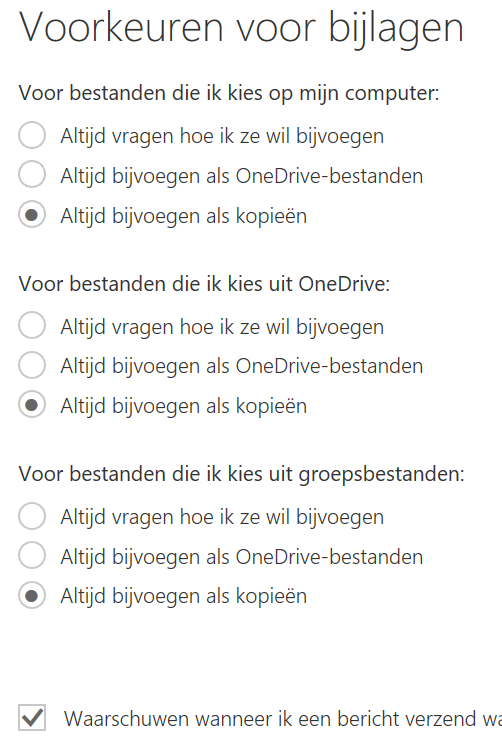 Voorkeuren voor bijlagen
Voor bestanden die ik kies op mijn computer:
Altijd vragen hoe ik ze wil bijvoegen
Altijd bijvoegen als OneDrive-bestanden
Altijd bijvoegen als kopieën
Voor bestanden die ik kies uit OneDrive:
Altijd vragen hoe ik ze wil bijvoegen
Altijd bijvoegen als OneDrive-bestanden
Altijd bijvoegen als kopieën
Voor bestanden die ik kies uit groepsbestanden:
Altijd vragen hoe ik ze wil bijvoegen
Altijd bijvoegen als OneDrive-bestanden
Altijd bijvoegen als kopieën
Waarschuwen wanneer ik een bericht verzend